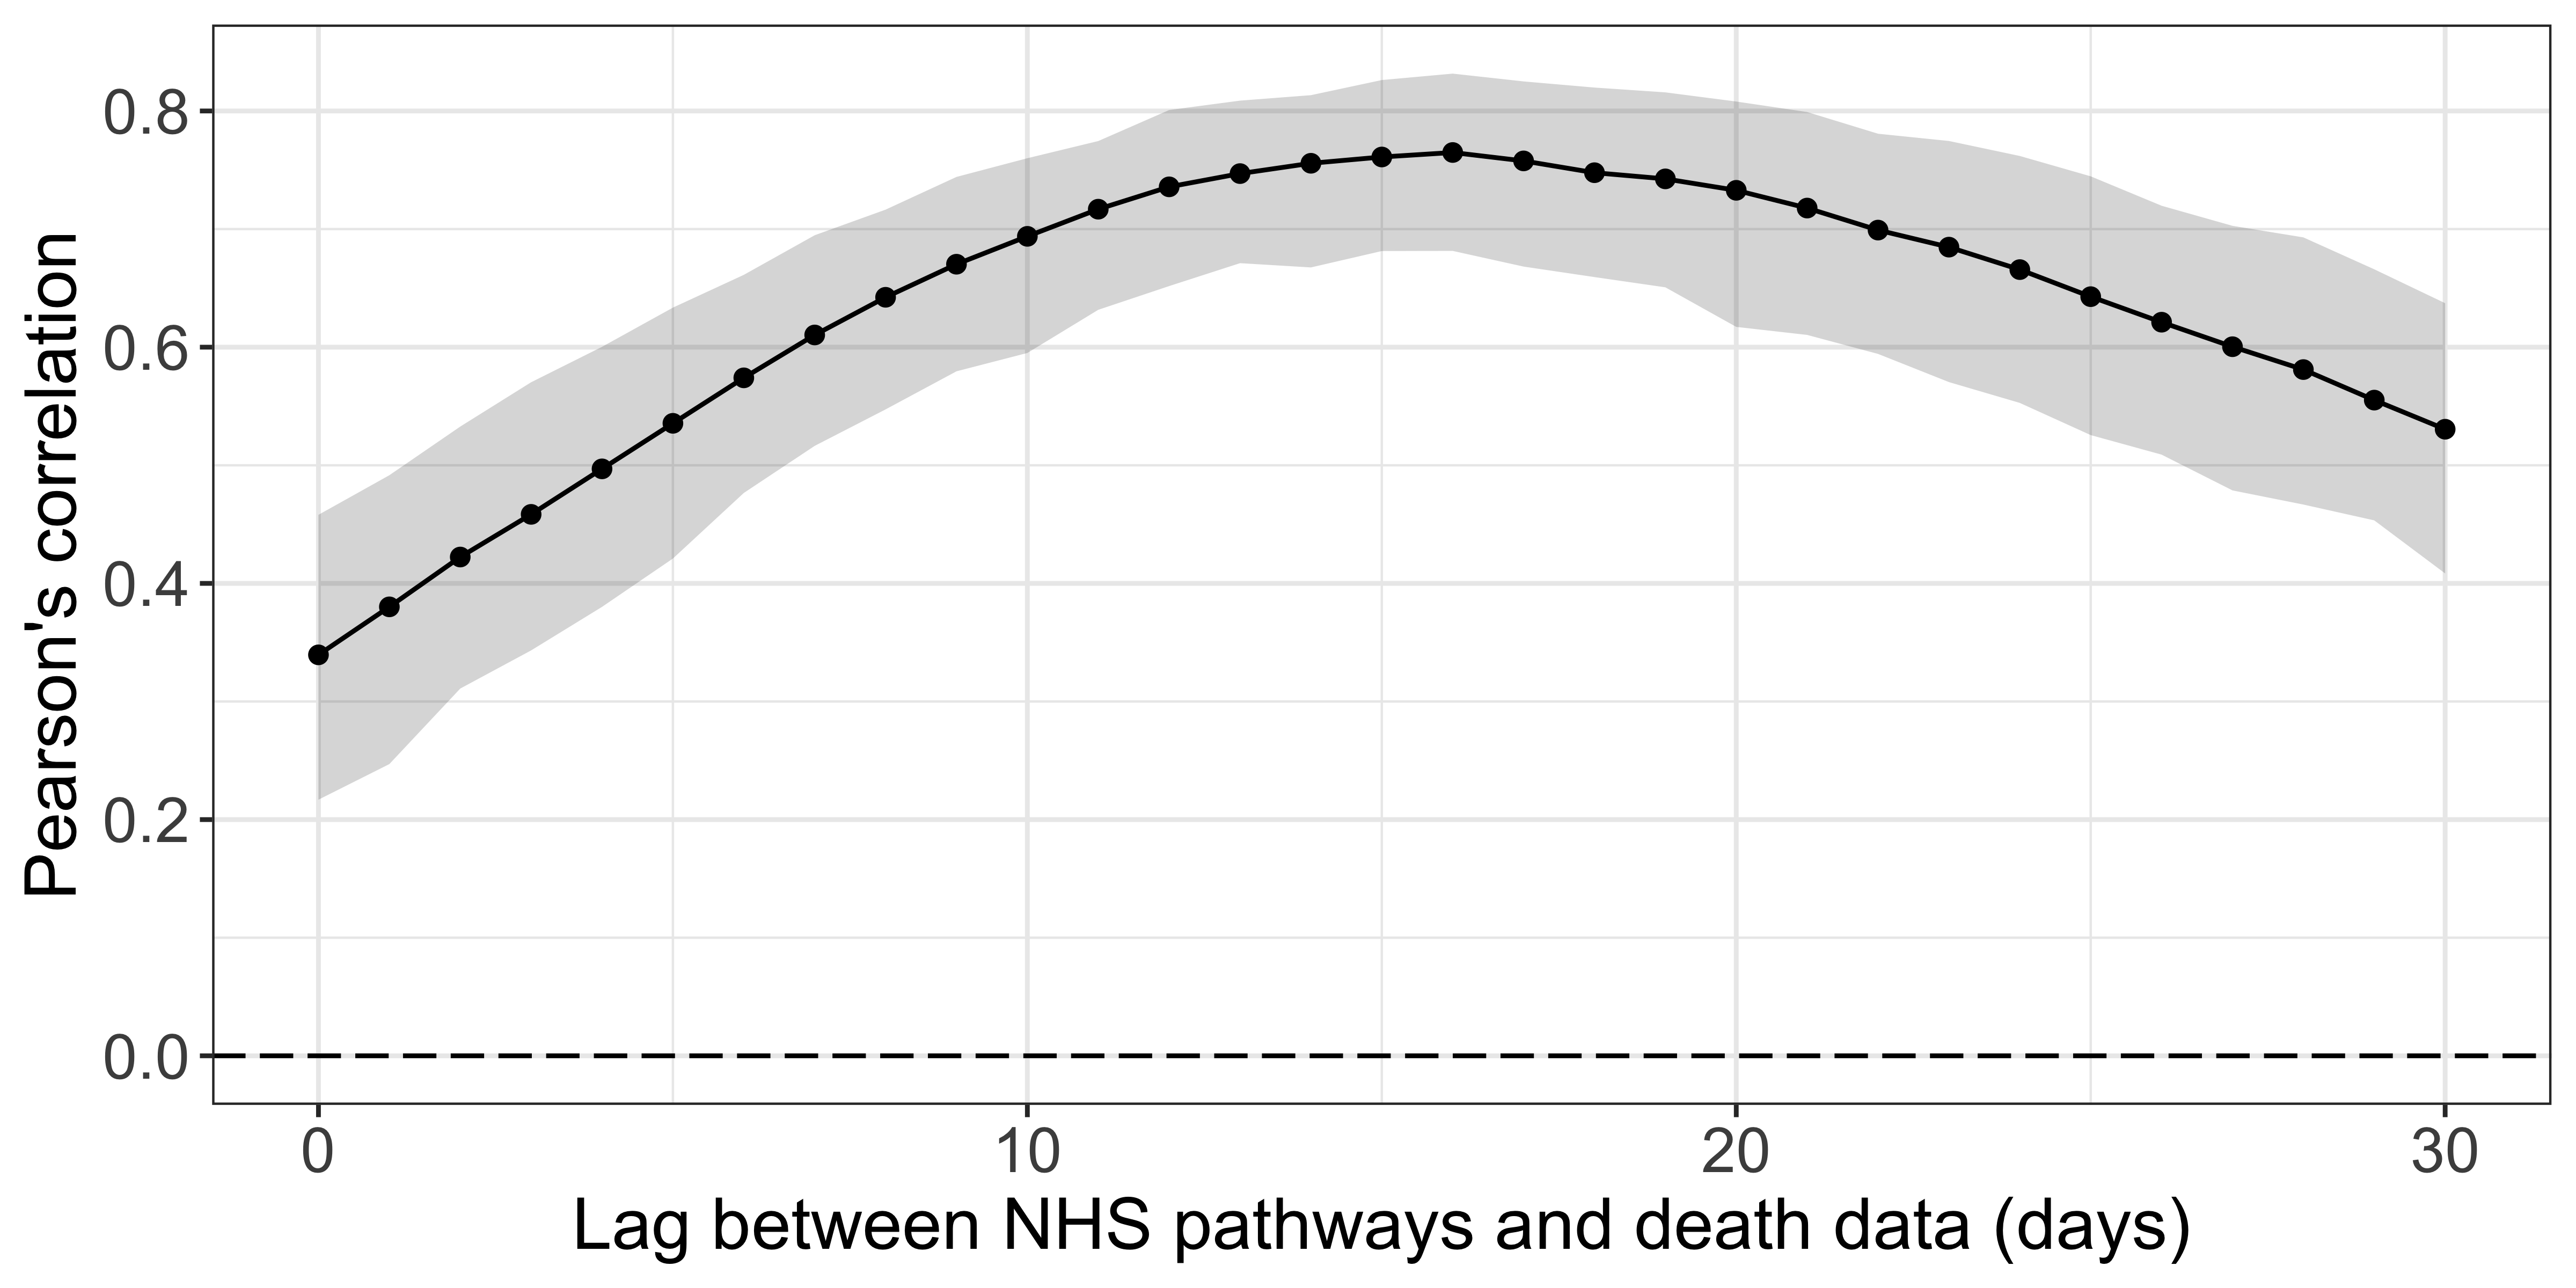 Pearson's correlation
0.8
0.6
0.4
0.2
0.0
0 10 20 30
Lag between NHS pathways and death data (days)